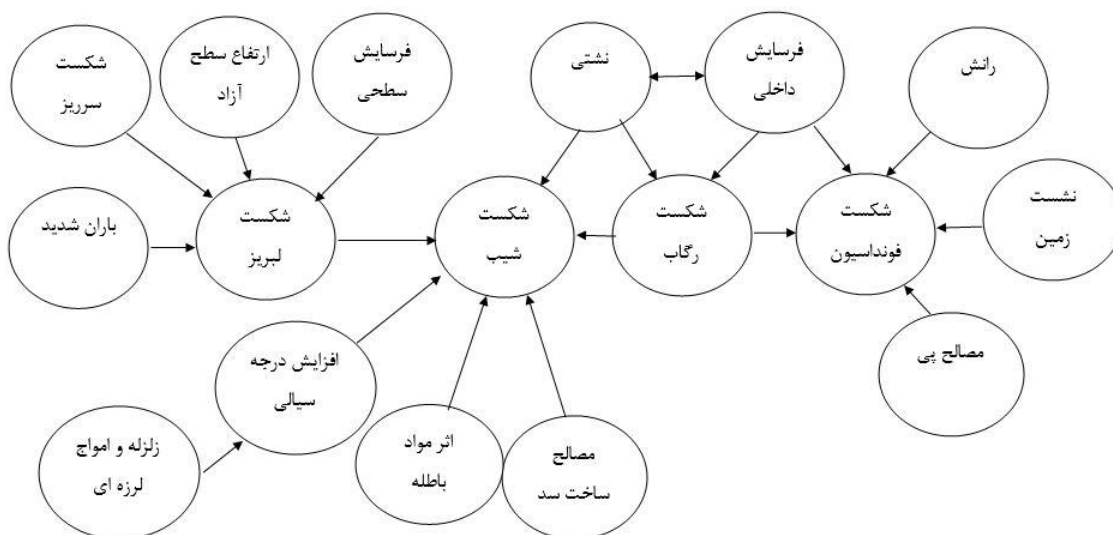 شکست
سرریز
ارتفاع سطح
آزاد
فرسایش
سطحی
نشتی
فرسایش
داخلی
رانش
باران شدید
شکست
لبریز
شکست
شیب
شکست
رگاب
شکست
فونداسیون
نشست
زمین
افزایش درجه
سیالی
مصالح پی
زلزله و امواج
لرزه ای
اثر مواد
باطله
مصالح
ساخت سد